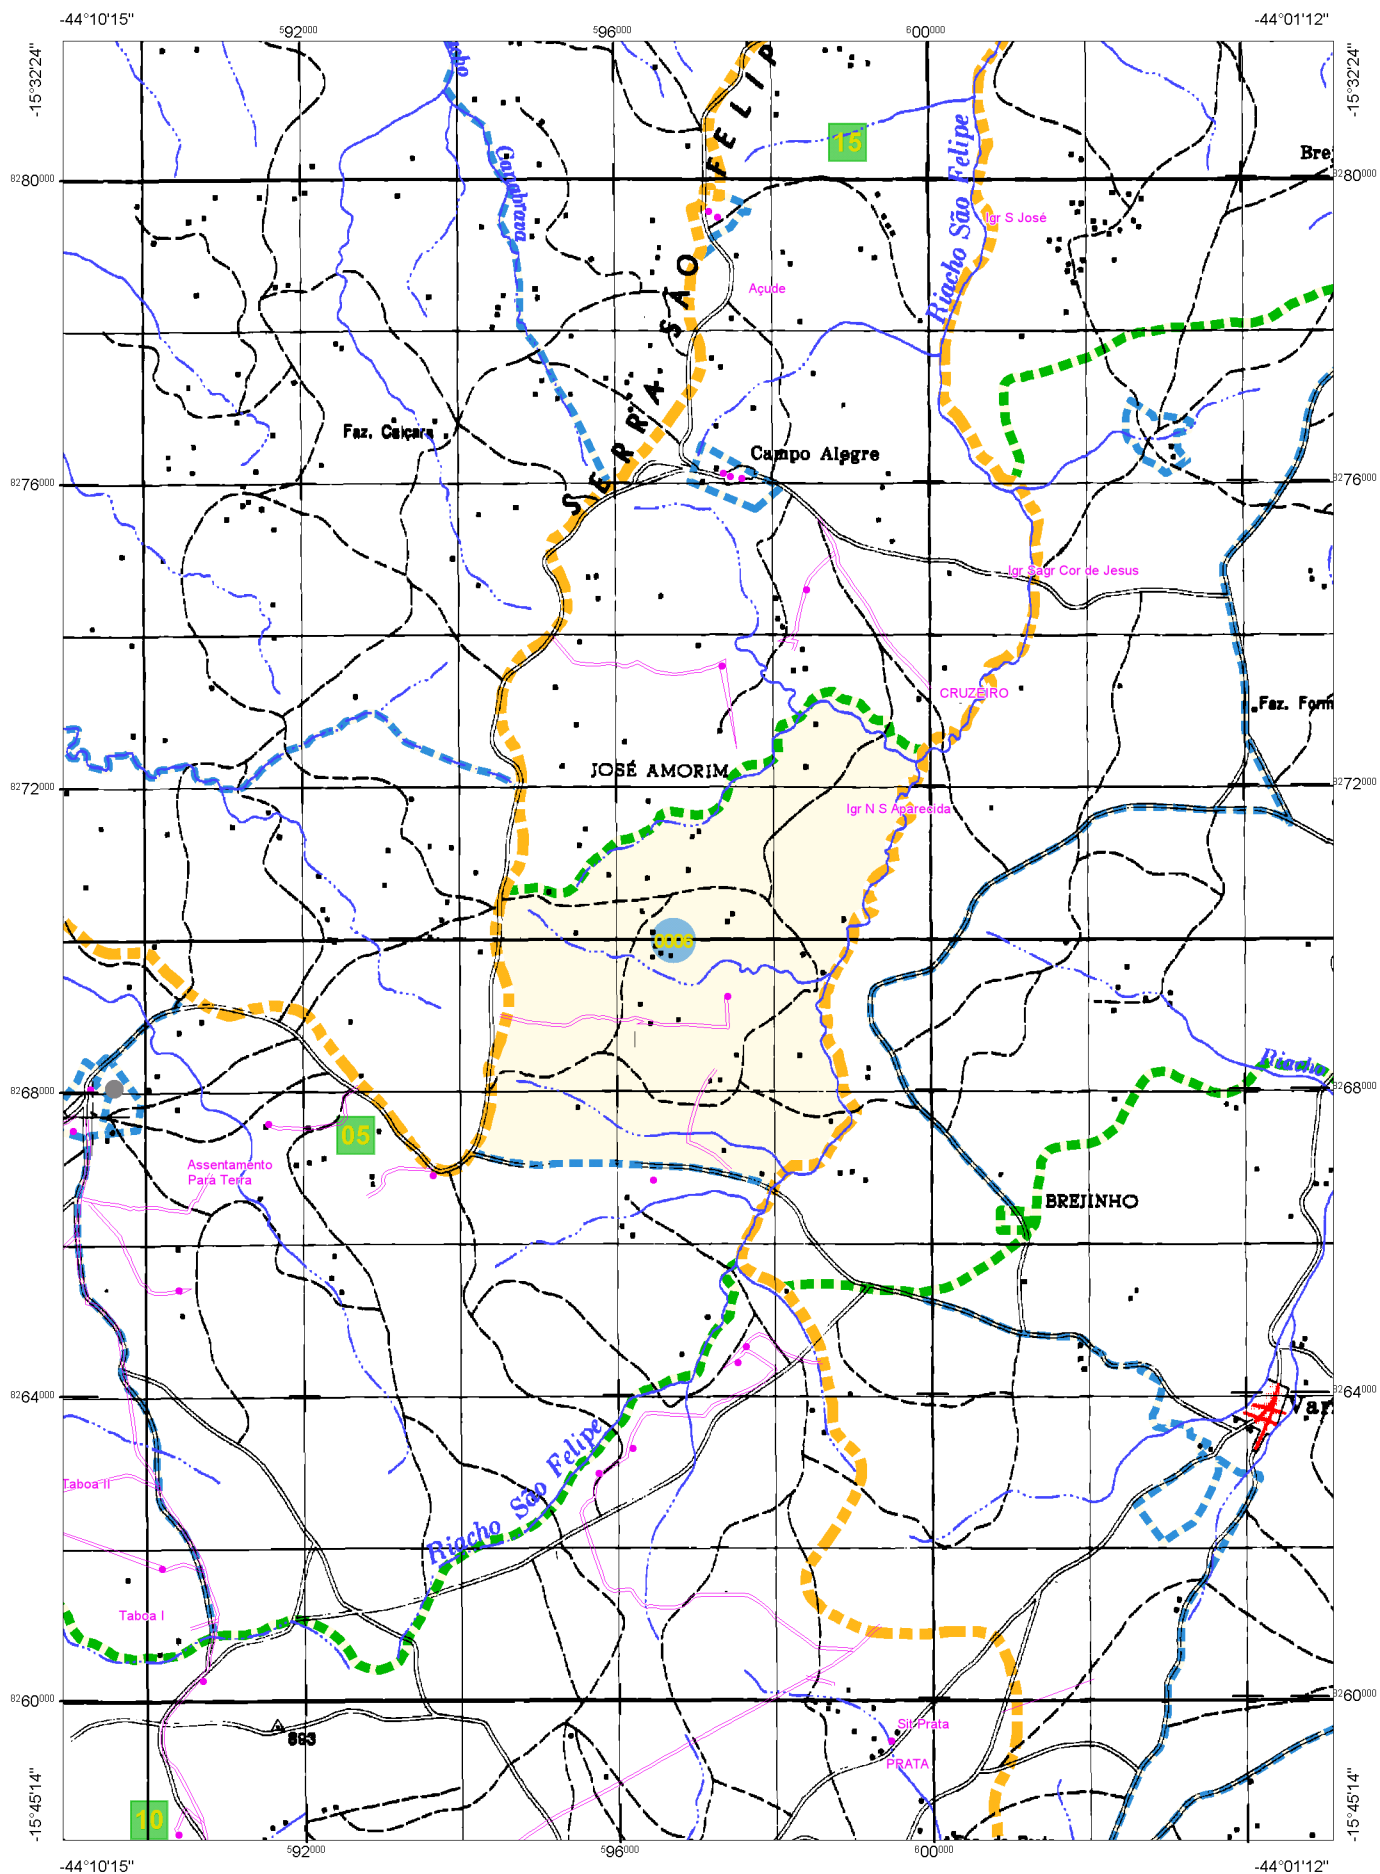 -44°10'15"
-44°01'12"
592000
596000
600000
-15°32'24"
-15°32'24"
SERRA SÃO FELIP
15
Riacho São Felipe
Bre
8280000
8280000
Igr S José
Açude
Faz. Caiçara
Campo Alegre
8276000
8276000
Igr Sagr Cor de Jesus
CRUZEIRO
Faz. Form
JOSÉ AMORIM
8272000
8272000
Igr N S Aparecida
0006
Riacho
8268000
8268000
05
Assentamento
Pará Terra
BREJINHO
8264000
8264000
Var
Riacho São Felipe
Taboa II
Taboa I
8260000
8260000
893
Sit Prata
PRATA
10
-15°45'14"
-15°45'14"
592000
596000
600000
-44°10'15"
-44°01'12"